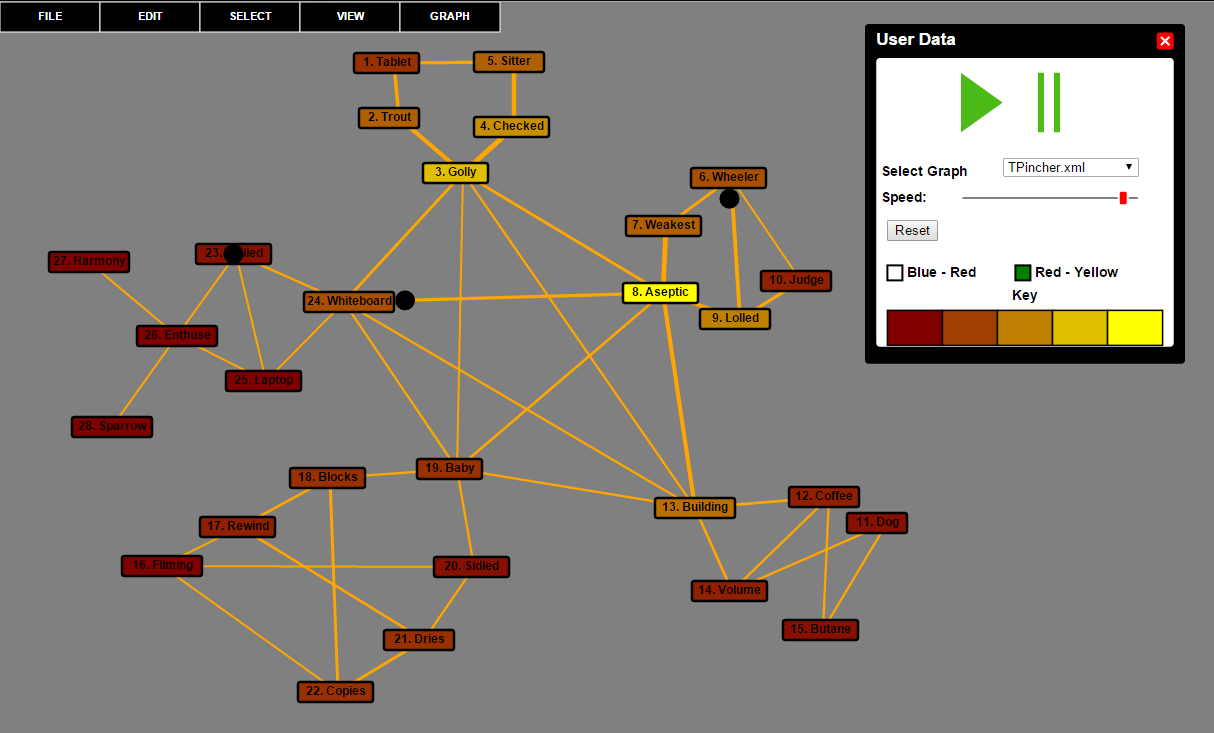 FILE EDIT SELECT VIEW GRAPH
User Data
1. Tablet
5. Sitter
2. Trout
4. Checked
3. Golly
6. Wheeler
7. Weakest
Select Graph TPincher.xml
Speed:
Reset
23. lled
27. Harmony
Blue - Red Red - Yellow
10. Judge
8. Aseptic
24. Whiteboard
Key
9. Lolled
26. Enthuse
25. Laptop
28. Sparrow
19. Baby
18. Blocks
12. Coffee
13. Building
11. Dog
17. Rewind
16. Filming
20. Sidled
14. Volume
15. Butane
21. Dries
22. Copies